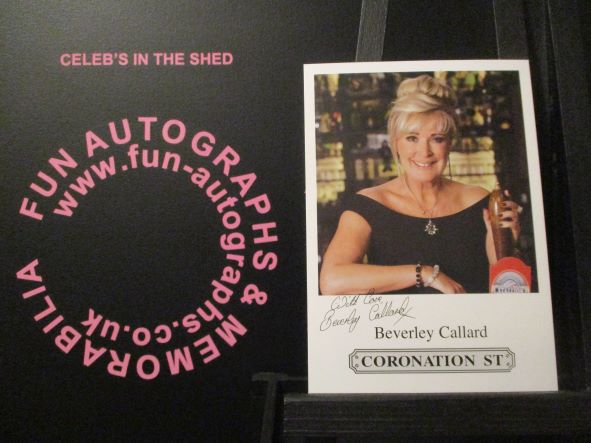 CELEB'S IN THE SHED
FUN AUTOGRAPHS & MEMORABILIA
www.fun-autographs.co.uk
With Love
Beverley Callard x
Beverley Callard
CORONATION ST